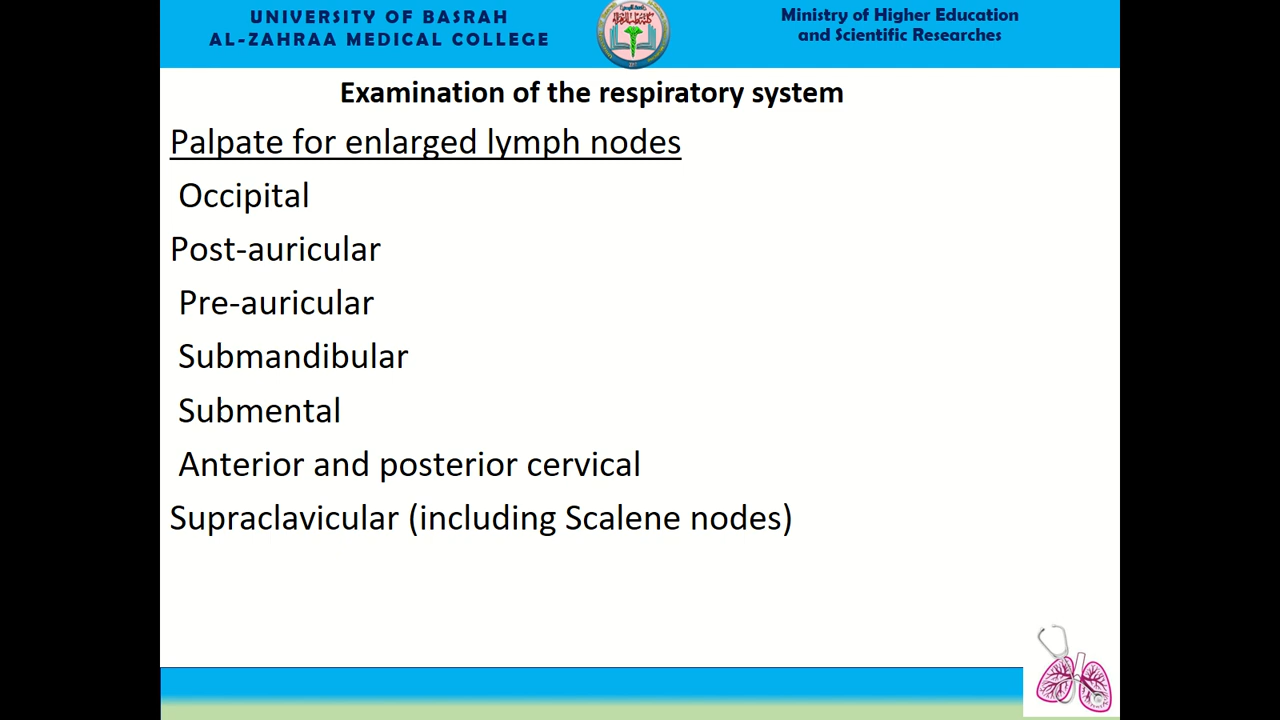 UNIVERSITY OF BASRAH
AL-ZAHRAA MEDICAL COLLEGE
Ministry of Higher Education
and Scientific Researches
Examination of the respiratory system
Palpate for enlarged lymph nodes
Occipital
Post-auricular
Pre-auricular
Submandibular
Submental
Anterior and posterior cervical
Supraclavicular (including Scalene nodes)